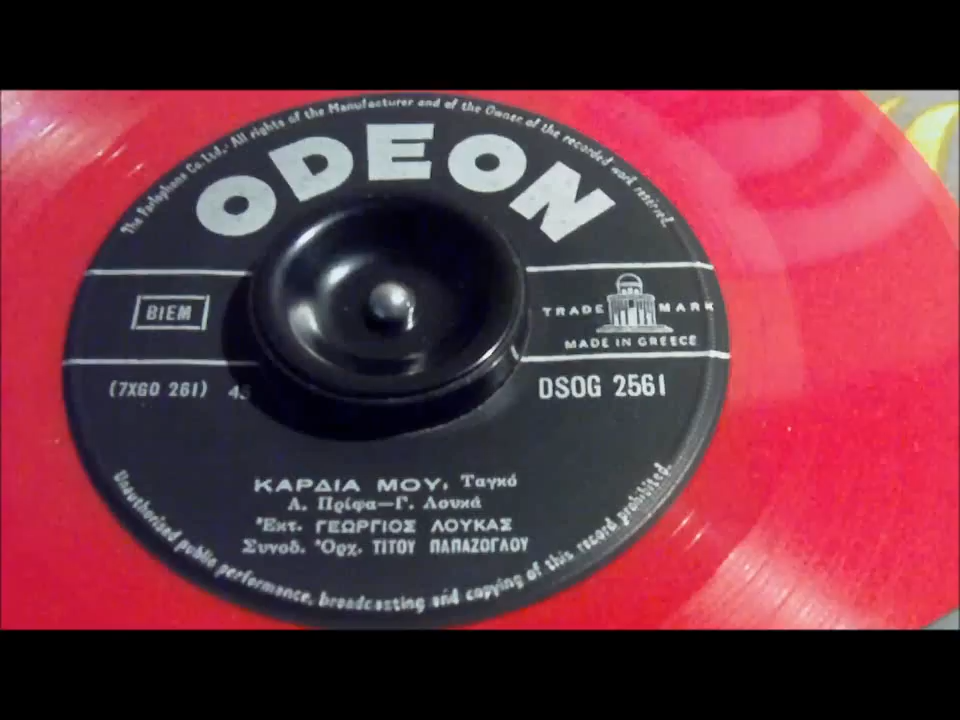 The Parlophone Co. Ltd. All rights of the Manufacturer and of the Owner of the recorded work reserved.
ODEON
BIEM
TRADE MARK
MADE IN GREECE
(7XGO 261) 45
DSOG 2561
ΚΑΡΔΙΑ ΜΟΥ, Ταγκό
Λ. Πρίφα—Γ. Λουκά
Ἐκτ. ΓΕΩΡΓΙΟΣ ΛΟΥΚΑΣ
Συνοδ. Ὀρχ. ΤΙΤΟΥ ΠΑΠΑΖΟΓΛΟΥ
Unauthorised public performance, broadcasting and copying of this record prohibited.